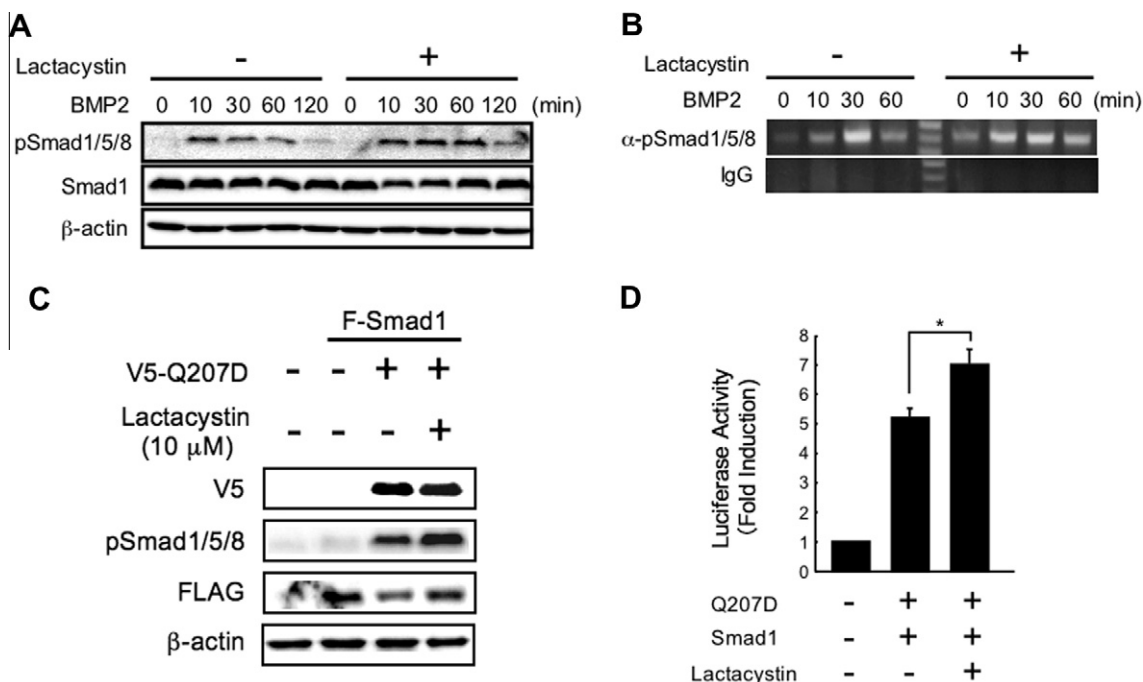 A
Lactacystin - +
BMP2 0 10 30 60 120 0 10 30 60 120 (min)
pSmad1/5/8
Smad1
β-actin
B
Lactacystin - +
BMP2 0 10 30 60 0 10 30 60 (min)
α-pSmad1/5/8
IgG
C
F-Smad1
V5-Q207D - - + +
Lactacystin
(10 μM) - - - +
V5
pSmad1/5/8
FLAG
β-actin
D
*
Luciferase Activity
(Fold Induction)
8
7
6
5
4
3
2
1
0
Q207D - + +
Smad1 - + +
Lactacystin - - +